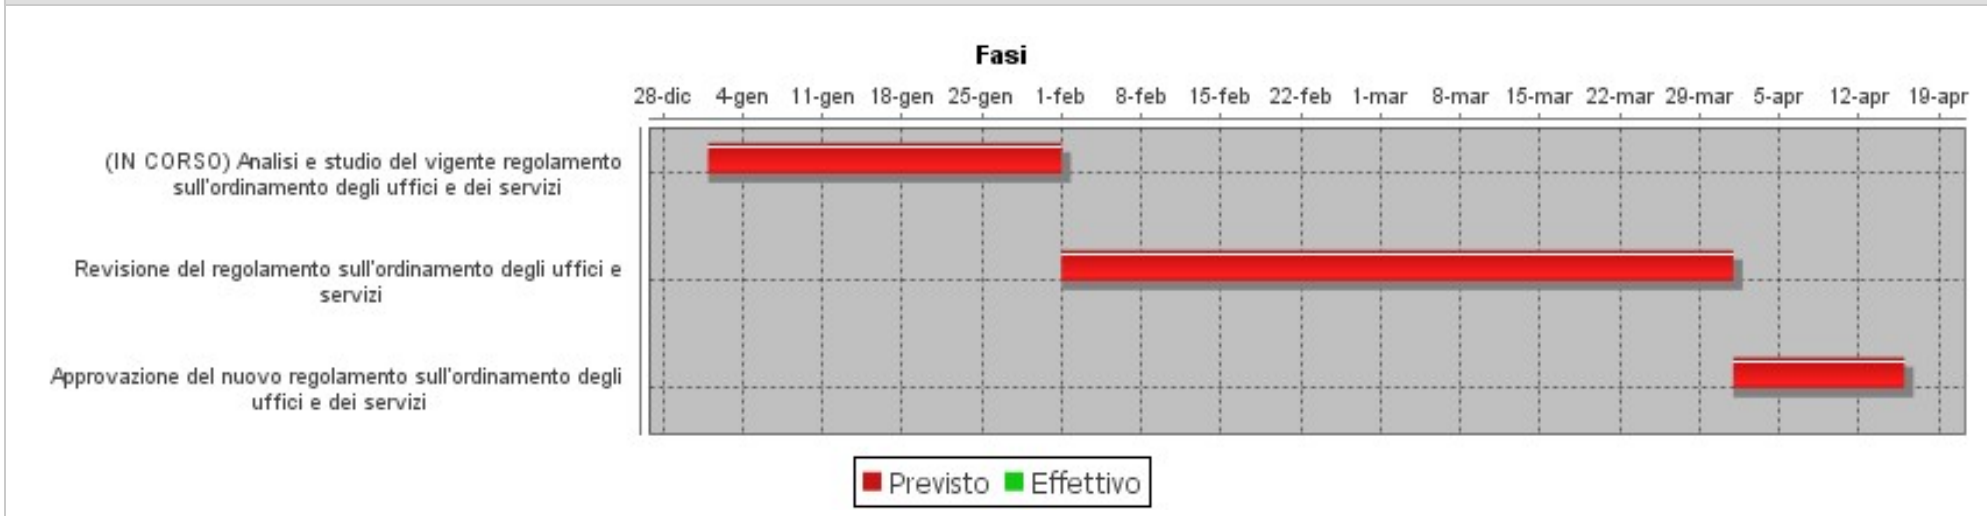 Fasi
28-dic 4-gen 11-gen 18-gen 25-gen 1-feb 8-feb 15-feb 22-feb 1-mar 8-mar 15-mar 22-mar 29-mar 5-apr 12-apr 19-apr
(IN CORSO) Analisi e studio del vigente regolamento
sull'ordinamento degli uffici e dei servizi
Revisione del regolamento sull'ordinamento degli uffici e
servizi
Approvazione del nuovo regolamento sull'ordinamento degli
uffici e dei servizi
Previsto Effettivo